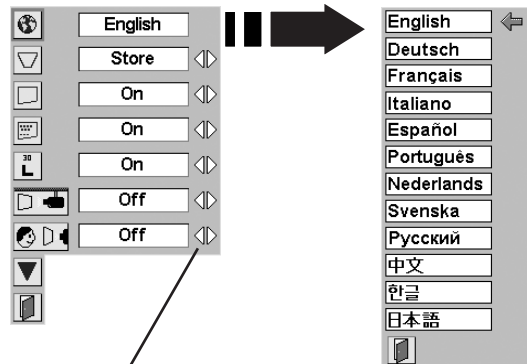 English
Store
On
On
30
L
On
Off
Off
English
Deutsch
Français
Italiano
Español
Português
Nederlands
Svenska
Русский
中文
한글
日本語